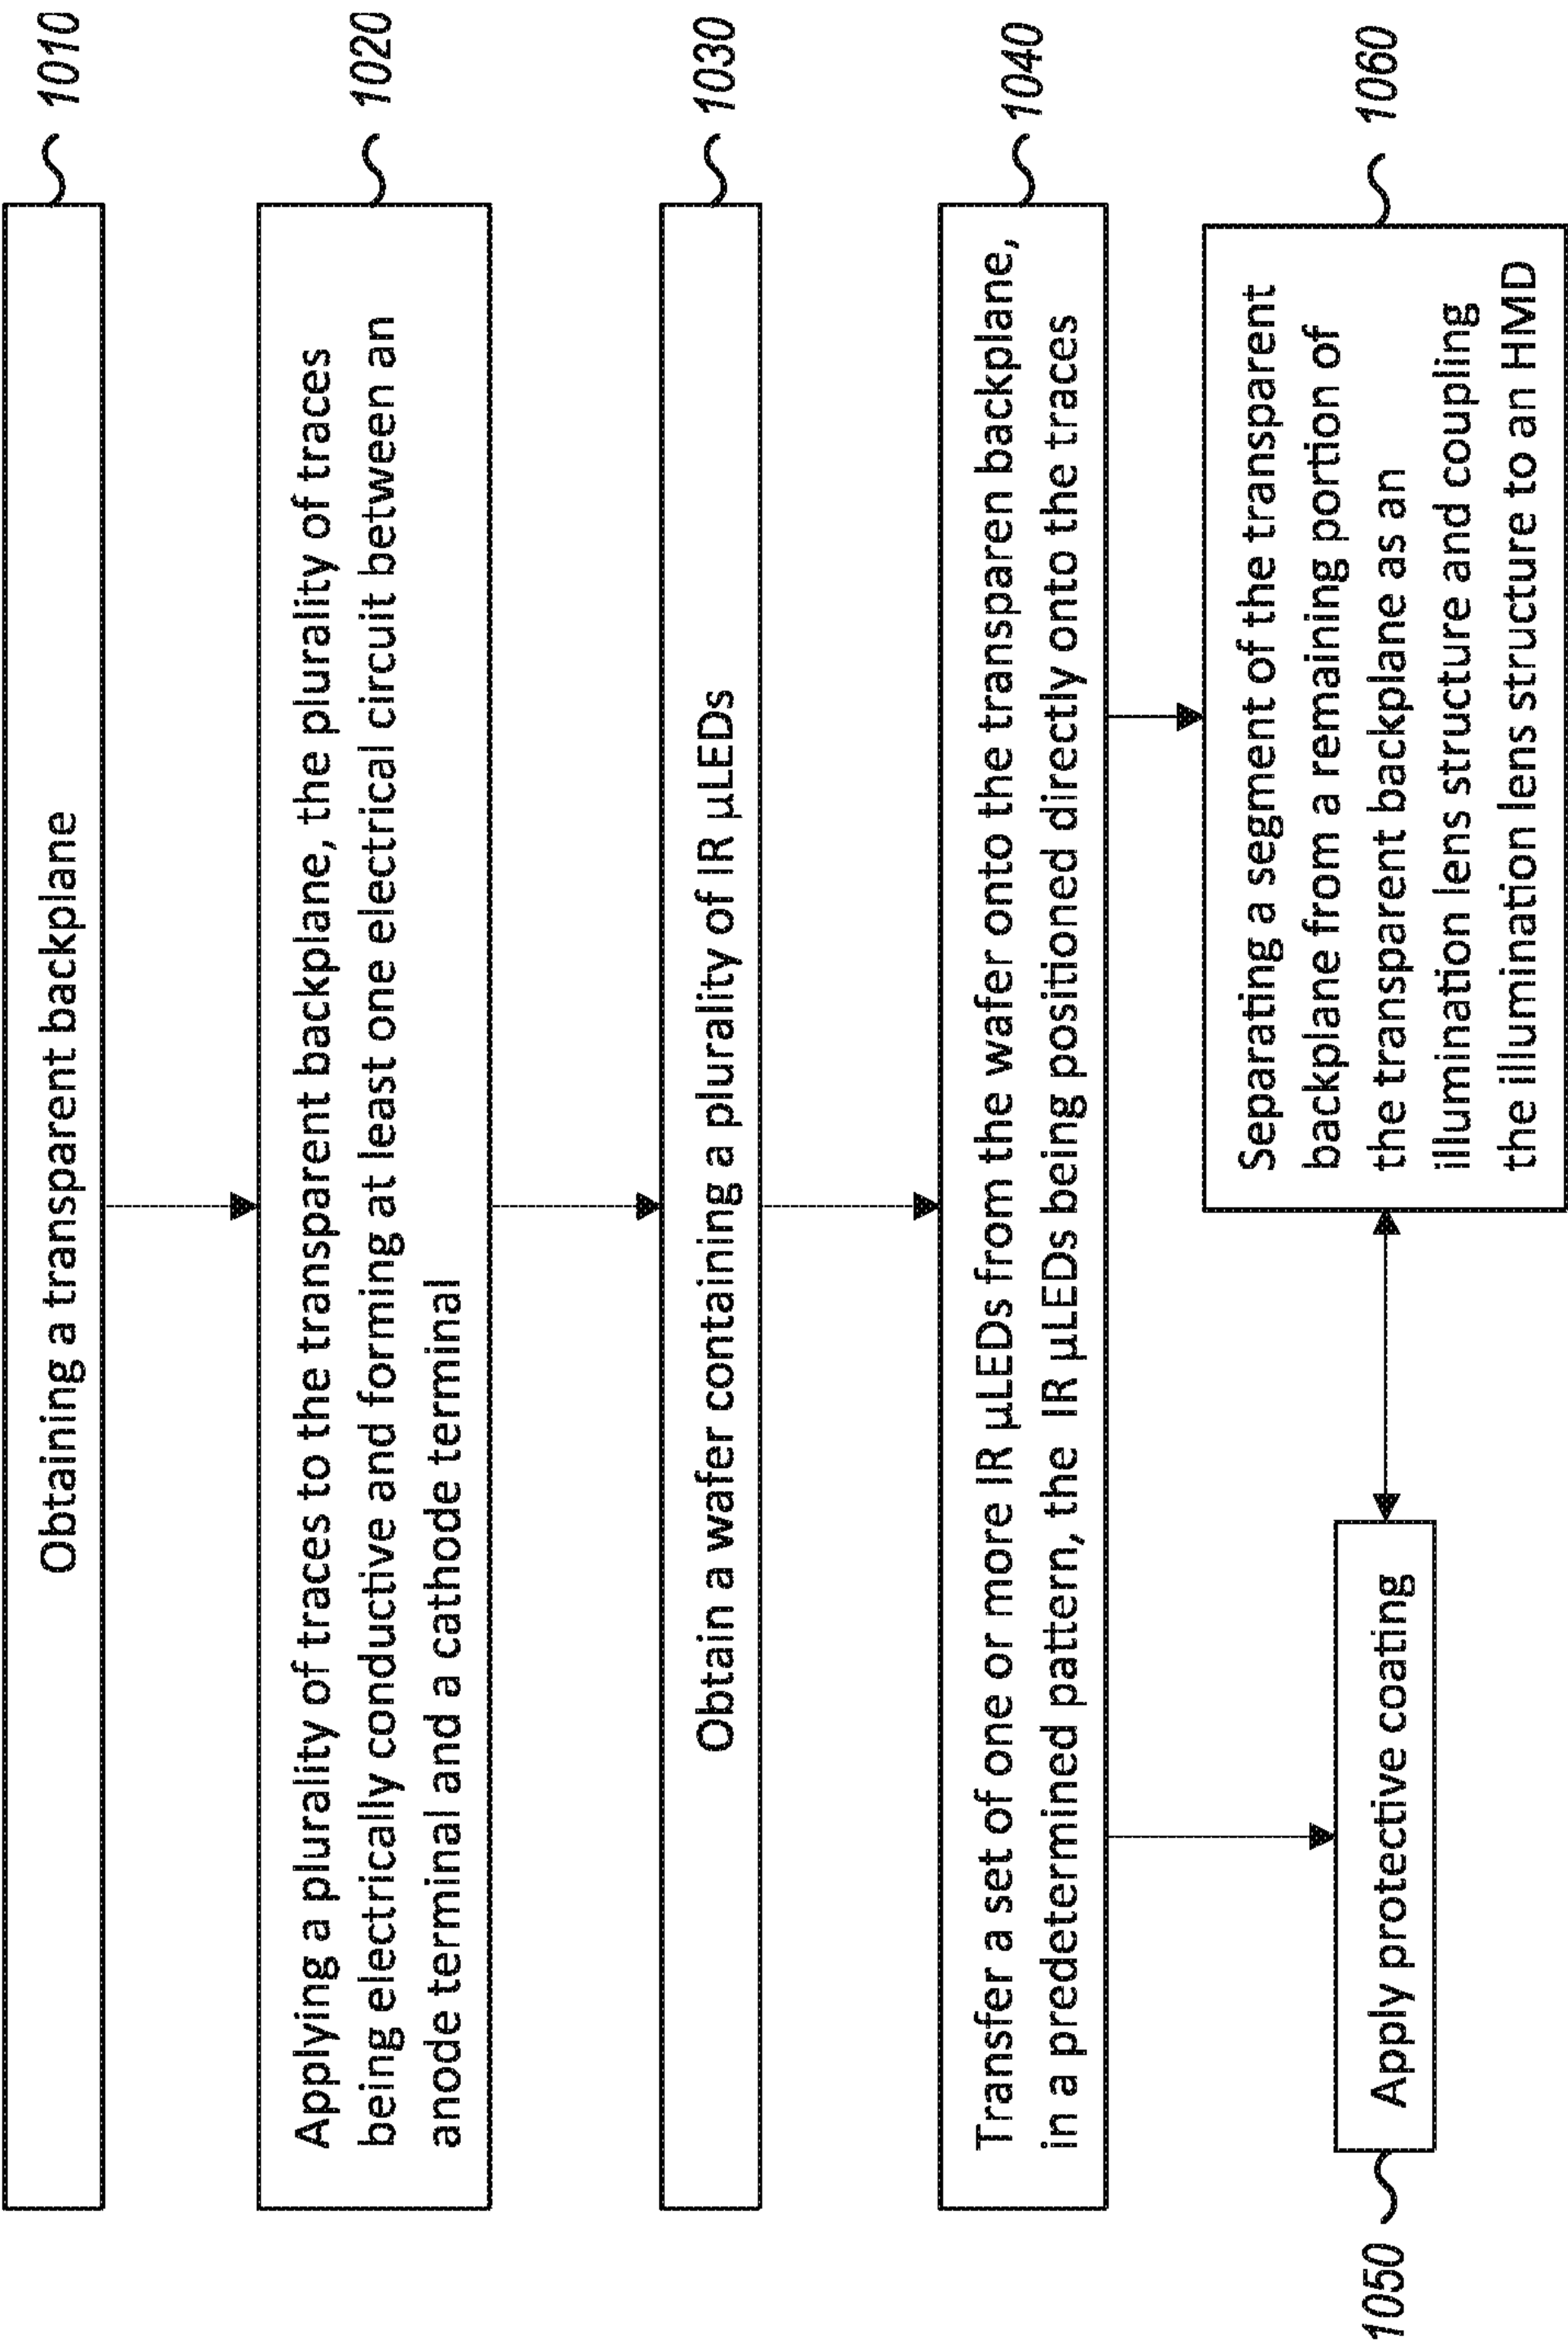 Obtaining a transparent backplane
1010
Applying a plurality of traces to the transparent backplane, the plurality of traces
being electrically conductive and forming at least one electrical circuit between an
anode terminal and a cathode terminal
1020
Obtain a wafer containing a plurality of IR µLEDs
1030
Transfer a set of one or more IR µLEDs from the wafer onto the transparen backplane,
in a predetermined pattern, the IR µLEDs being positioned directly onto the traces
1040
1050
Apply protective coating
Separating a segment of the transparent
backplane from a remaining portion of
the transparent backplane as an
illumination lens structure and coupling
the illumination lens structure to an HMD
1060